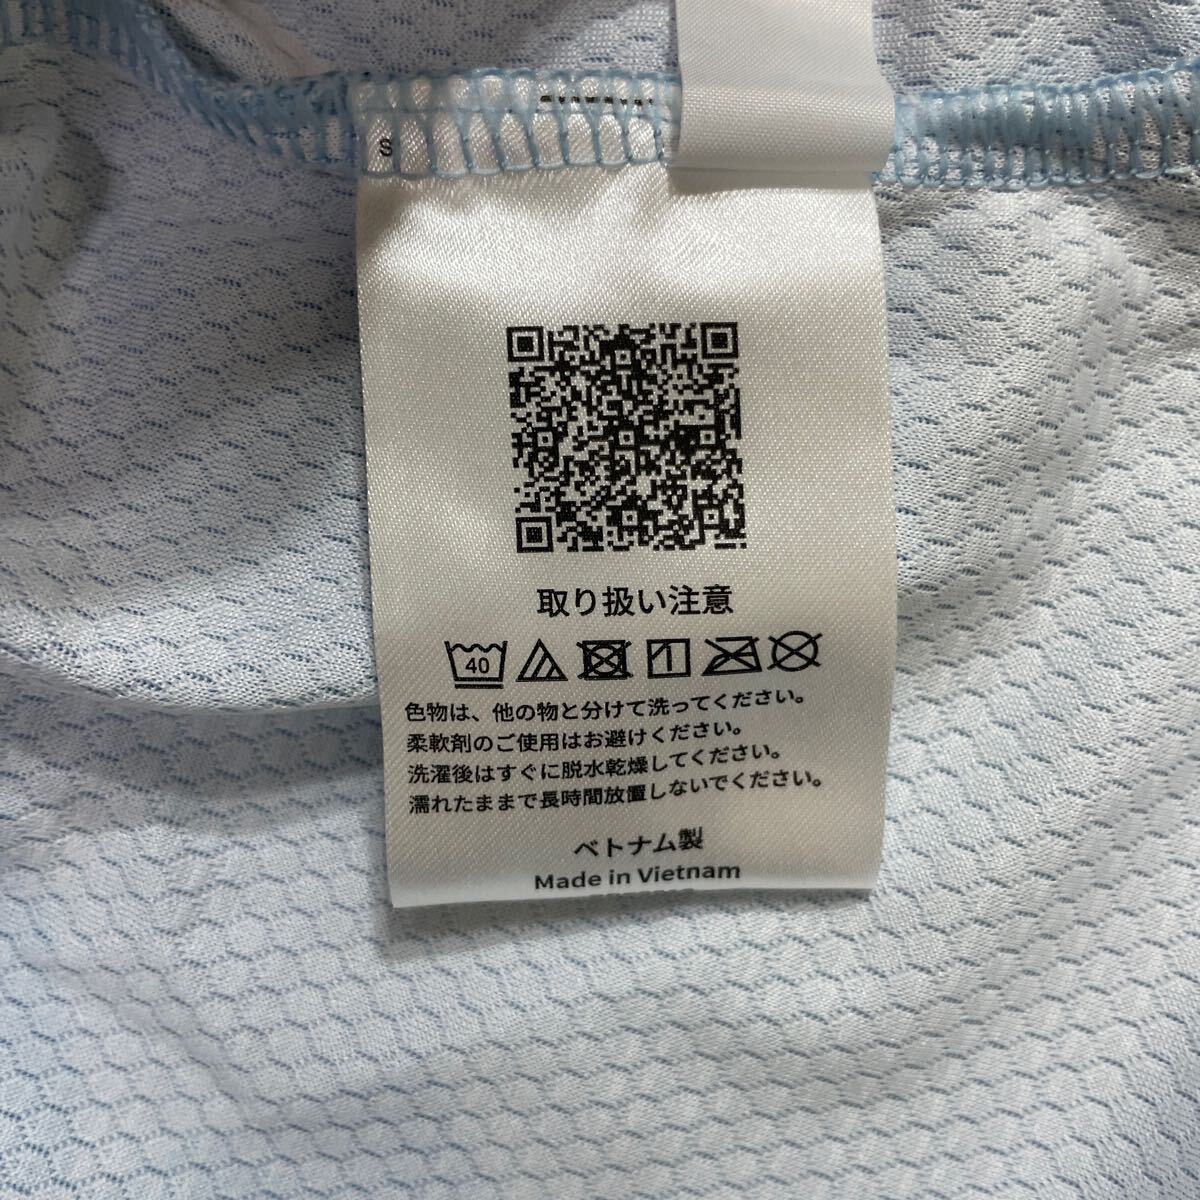 S
取り扱い注意
40
色物は、他の物と分けて洗ってください。
柔軟剤のご使用はお避けください。
洗濯後はすぐに脱水乾燥してください。
濡れたままで長時間放置しないでください。
ベトナム製
Made in Vietnam